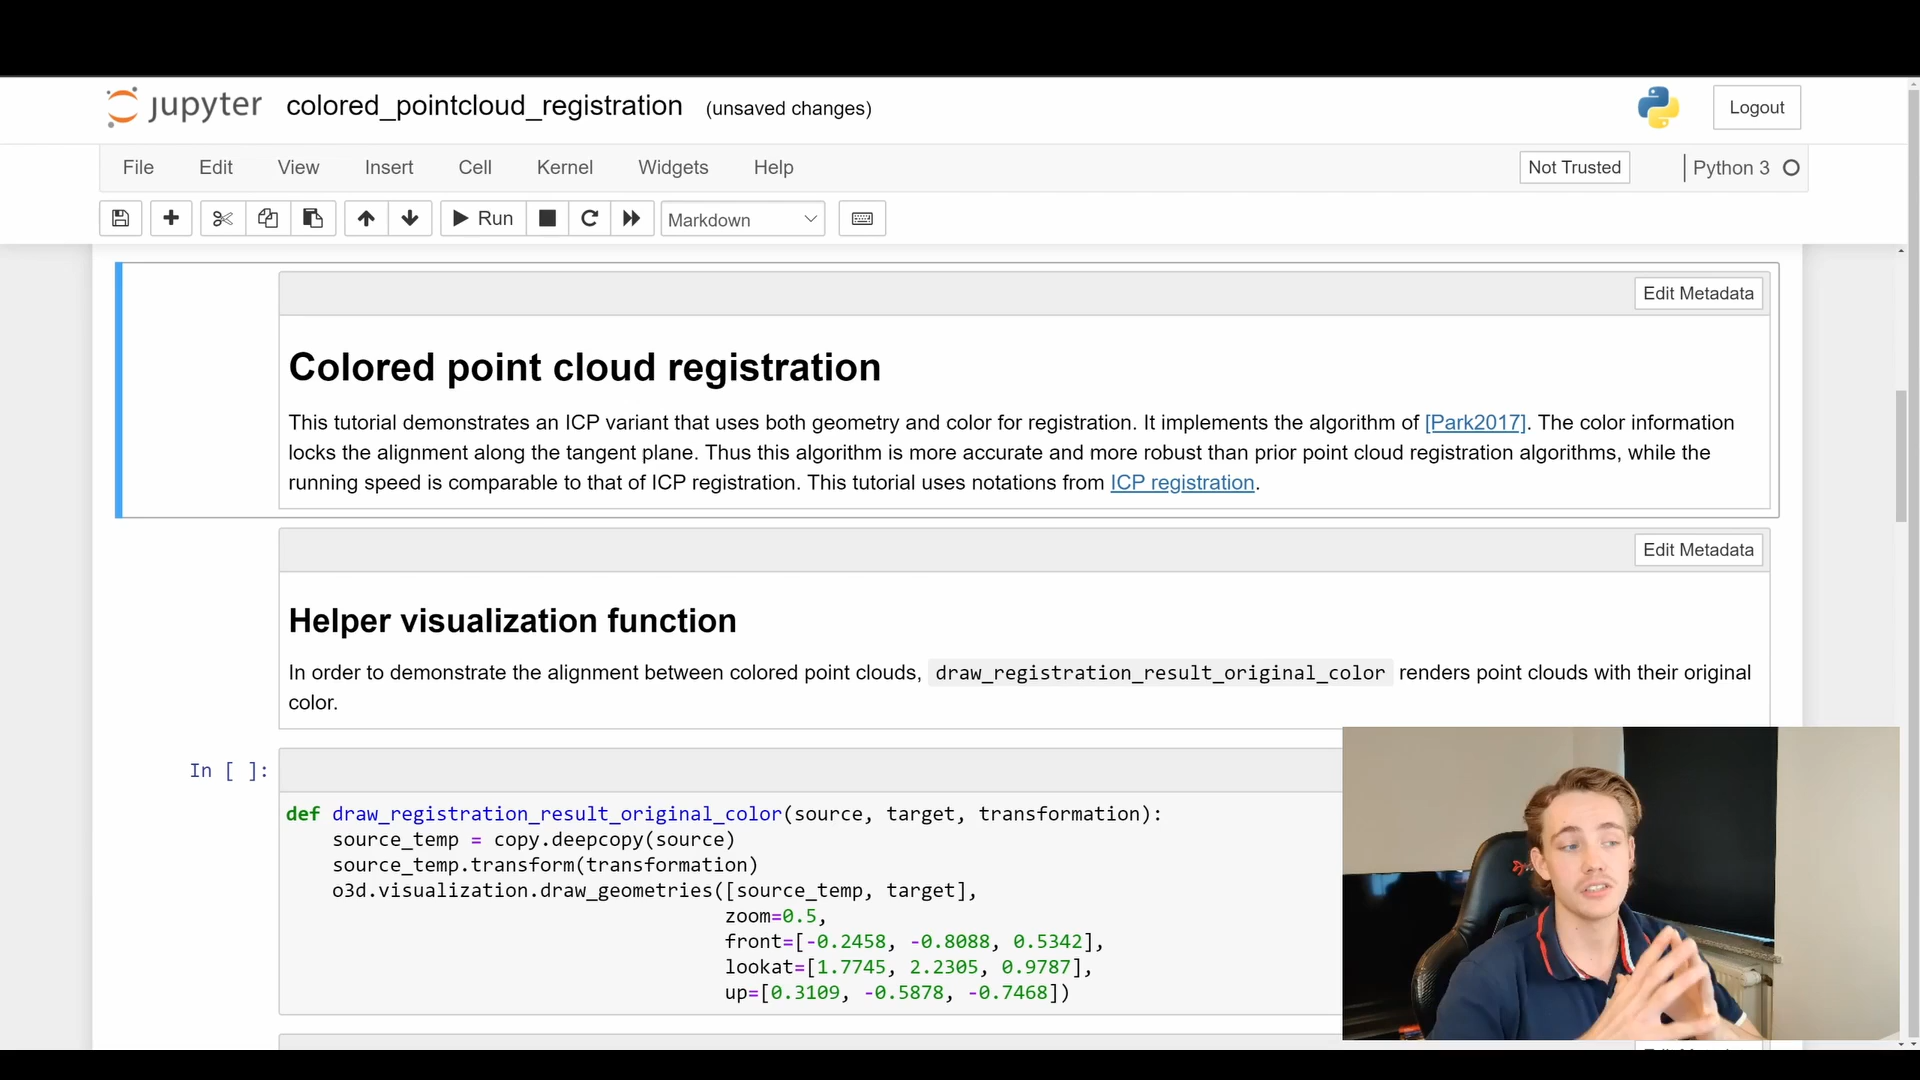 jupyter colored_pointcloud_registration (unsaved changes) Logout
File Edit View Insert Cell Kernel Widgets Help Not Trusted Python 3
Run Markdown
Edit Metadata
Colored point cloud registration
This tutorial demonstrates an ICP variant that uses both geometry and color for registration. It implements the algorithm of [Park2017]. The color information
locks the alignment along the tangent plane. Thus this algorithm is more accurate and more robust than prior point cloud registration algorithms, while the
running speed is comparable to that of ICP registration. This tutorial uses notations from ICP registration.
Edit Metadata
Helper visualization function
In order to demonstrate the alignment between colored point clouds, draw_registration_result_original_color renders point clouds with their original
color.
In [ ]:
def draw_registration_result_original_color(source, target, transformation):
    source_temp = copy.deepcopy(source)
    source_temp.transform(transformation)
    o3d.visualization.draw_geometries([source_temp, target],
                                      zoom=0.5,
                                      front=[-0.2458, -0.8088, 0.5342],
                                      lookat=[1.7745, 2.2305, 0.9787],
                                      up=[0.3109, -0.5878, -0.7468])